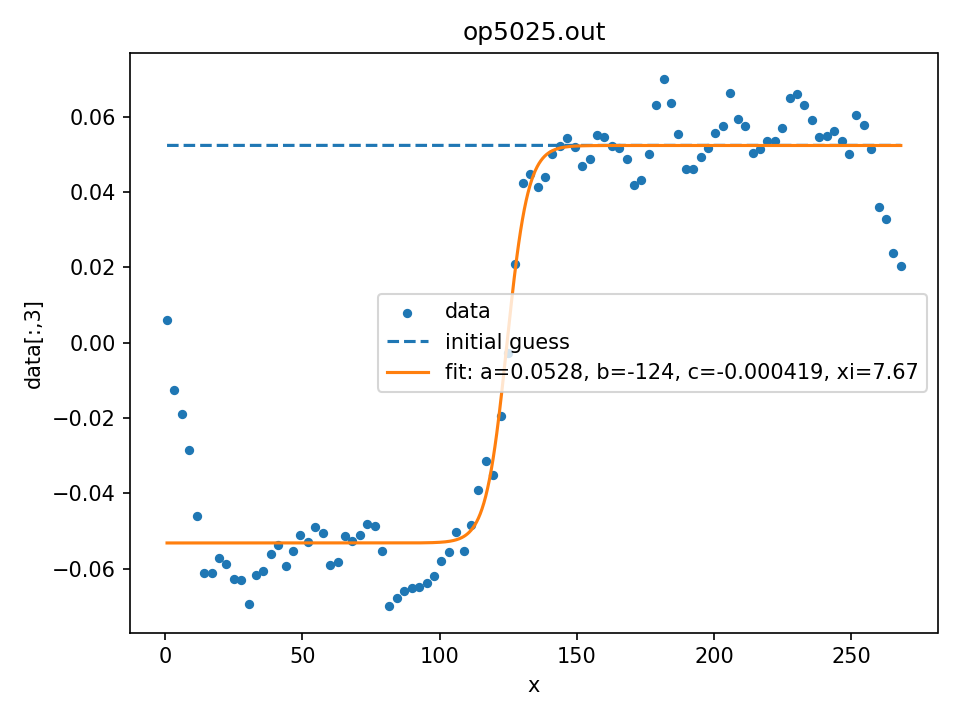 op5025.out
data[:,3]
0.06
0.04
0.02
0.00
−0.02
−0.04
−0.06
data
initial guess
fit: a=0.0528, b=-124, c=-0.000419, xi=7.67
0 50 100 150 200 250
x